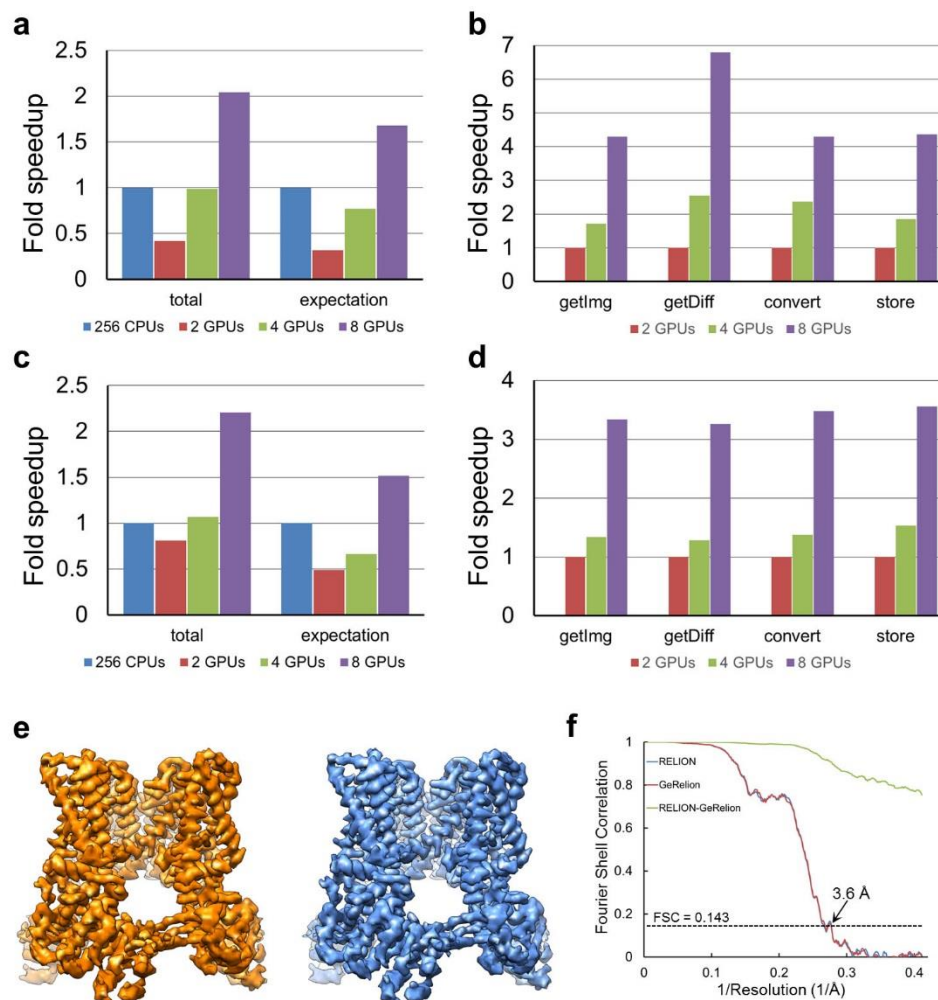 a
Fold speedup
2.5
2
1.5
1
0.5
0
total expectation
256 CPUs 2 GPUs 4 GPUs 8 GPUs
b
Fold speedup
7
6
5
4
3
2
1
0
getImg getDiff convert store
2 GPUs 4 GPUs 8 GPUs
c
Fold speedup
2.5
2
1.5
1
0.5
0
total expectation
256 CPUs 2 GPUs 4 GPUs 8 GPUs
d
Fold speedup
4
3
2
1
0
getImg getDiff convert store
2 GPUs 4 GPUs 8 GPUs
e
f
Fourier Shell Correlation
1
0.8
0.6
0.4
0.2
0
RELION
GeRelion
RELION-GeRelion
3.6 Å
FSC = 0.143
0 0.1 0.2 0.3 0.4
1/Resolution (1/Å)